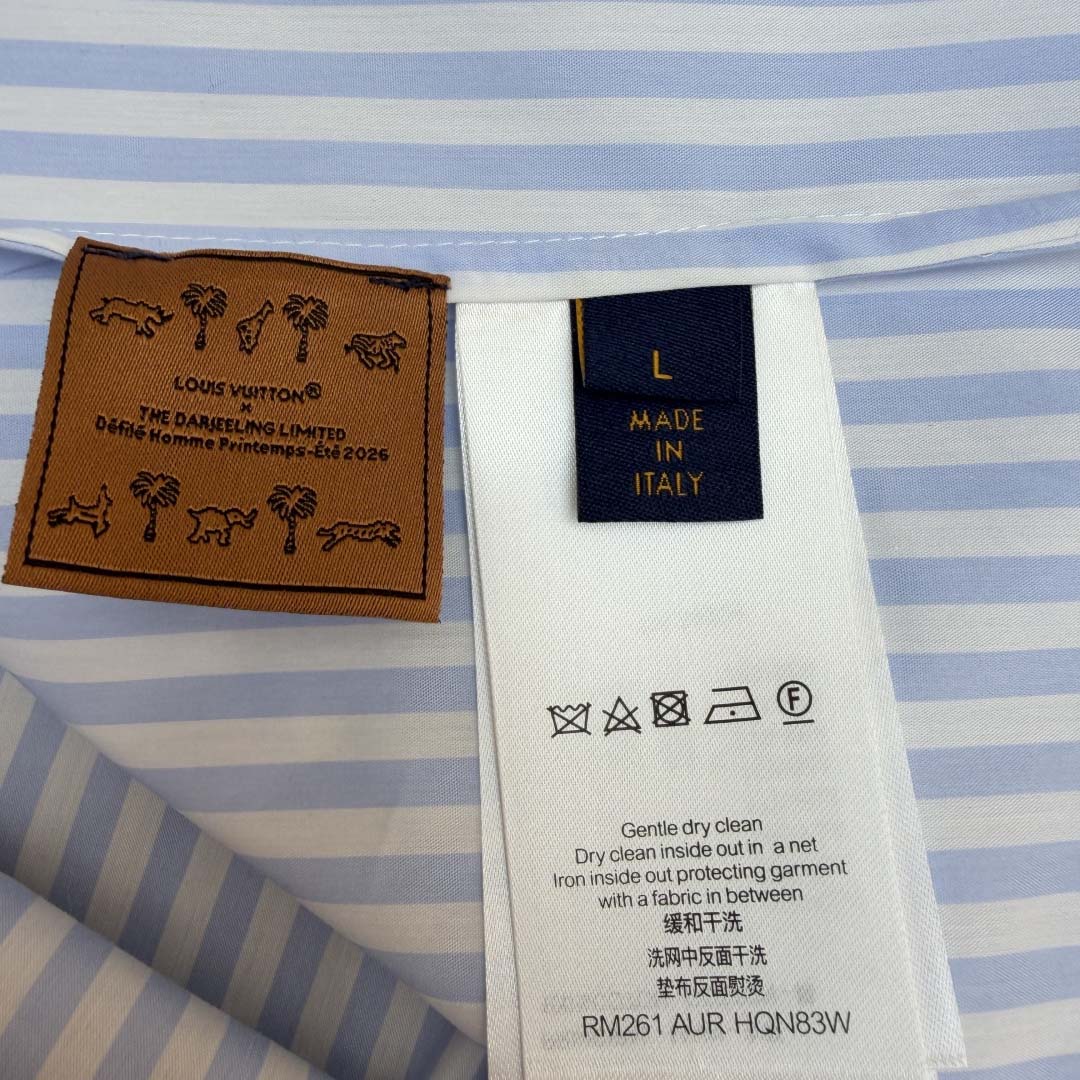 LOUIS VUITTON®
×
THE DARJEELING LIMITED
Défilé Homme Printemps-Été 2026
L
MADE
IN
ITALY
F
Gentle dry clean
Dry clean inside out in a net
Iron inside out protecting garment
with a fabric in between
缓和干洗
洗网中反面干洗
垫布反面熨烫
RM261 AUR HQN83W